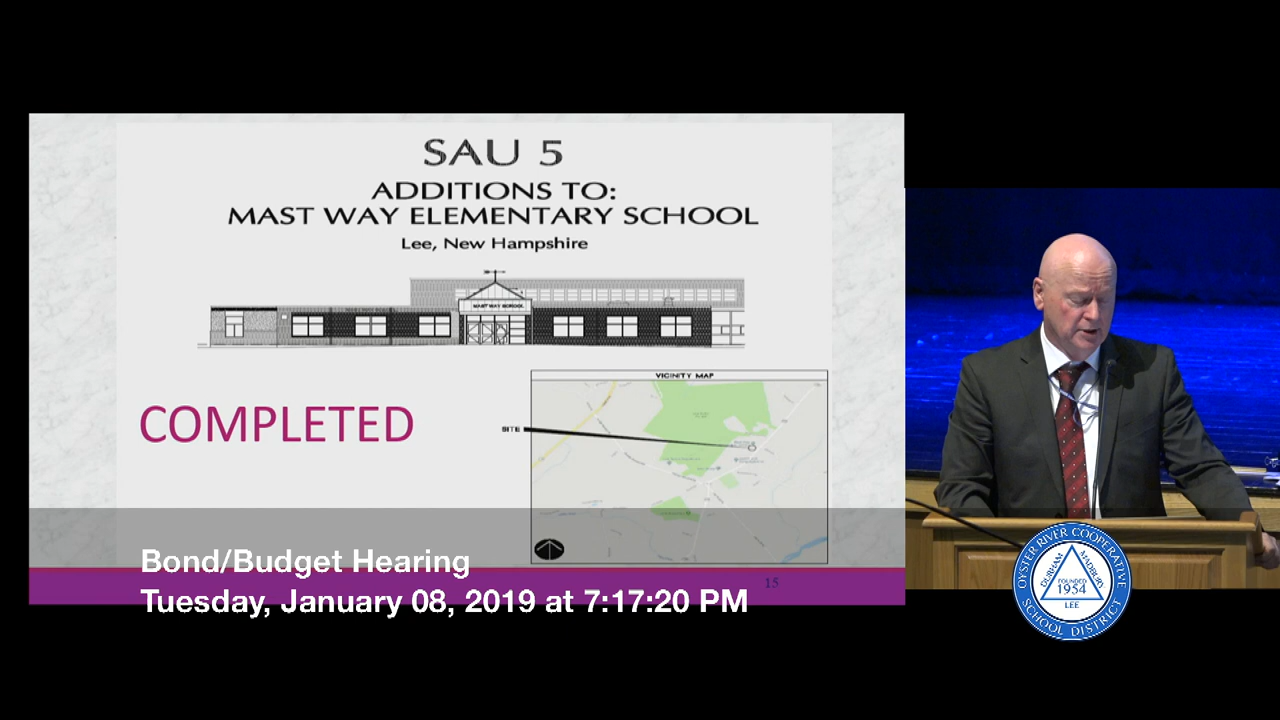 SAU 5
ADDITIONS TO:
MAST WAY ELEMENTARY SCHOOL
Lee, New Hampshire
MAST WAY SCHOOL
COMPLETED
VICINITY MAP
SITE
15
Bond/Budget Hearing
Tuesday, January 08, 2019 at 7:17:20 PM
OYSTER RIVER COOPERATIVE
SCHOOL DISTRICT
DURHAM
MADBURY
FOUNDED
1954
LEE